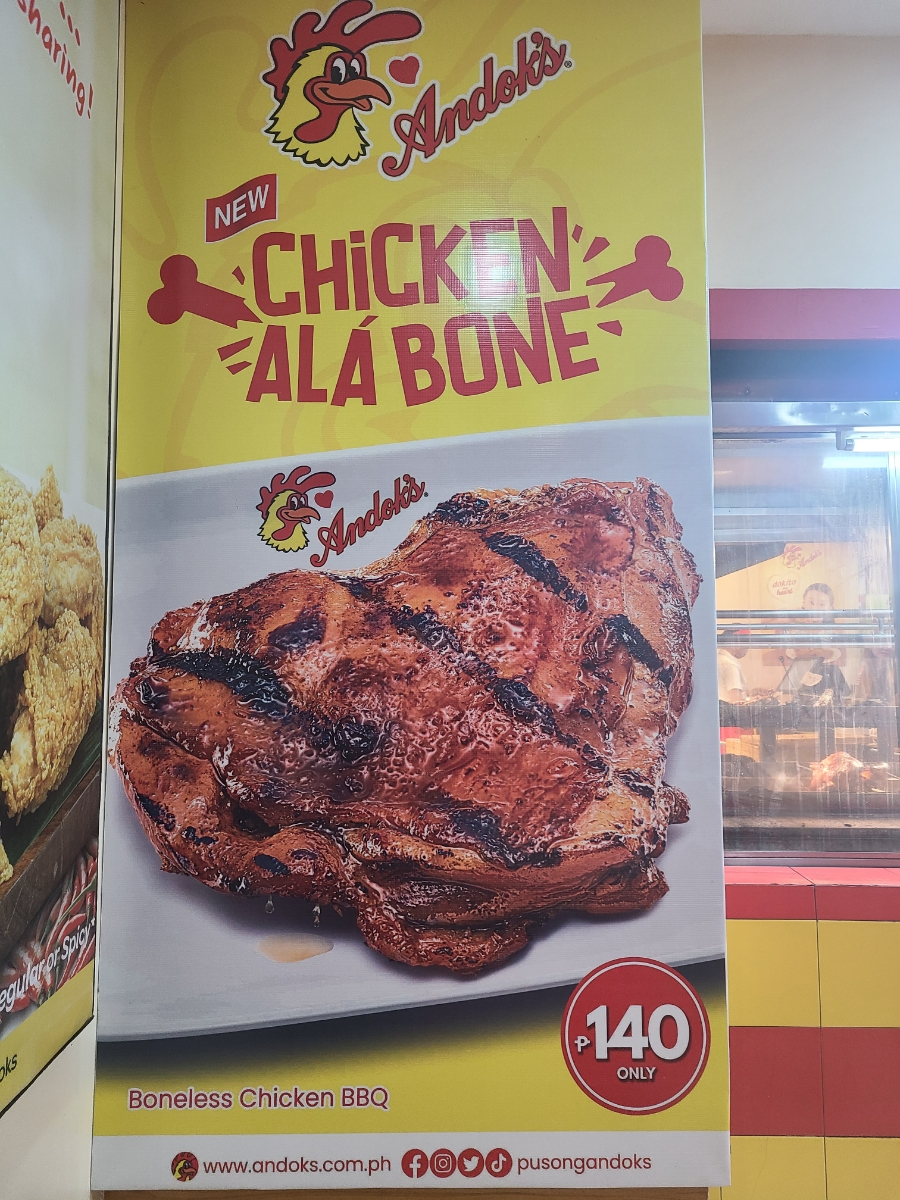 sharing!
Andok's
NEW
CHiCKEN
ALÁ BONE
Andok's
Regular or Spicy
₱140
ONLY
Boneless Chicken BBQ
www.andoks.com.ph
pusongandoks
Andok's